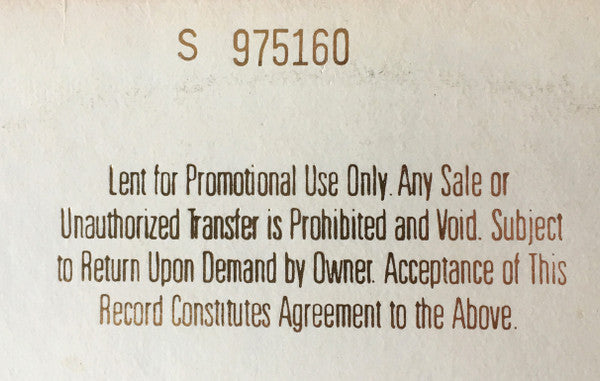 S 975160
Lent for Promotional Use Only. Any Sale or
Unauthorized Transfer is Prohibited and Void. Subject
to Return Upon Demand by Owner. Acceptance of This
Record Constitutes Agreement to the Above.